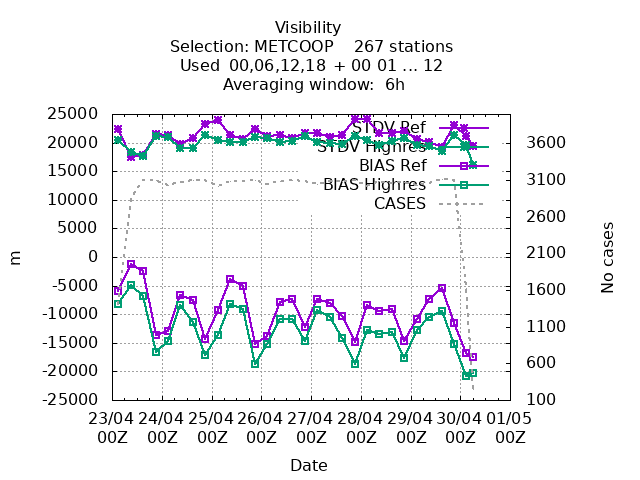 Visibility
Selection: METCOOP    267 stations
Used  00,06,12,18 + 00 01 ... 12
Averaging window:  6h
25000
20000
15000
10000
5000
0
-5000
-10000
-15000
-20000
-25000
m
STDV Ref
STDV Highres
BIAS Ref
BIAS Highres
CASES
3600
3100
2600
2100
1600
1100
600
100
No cases
23/04 24/04 25/04 26/04 27/04 28/04 29/04 30/04 01/05
00Z 00Z 00Z 00Z 00Z 00Z 00Z 00Z 00Z
Date